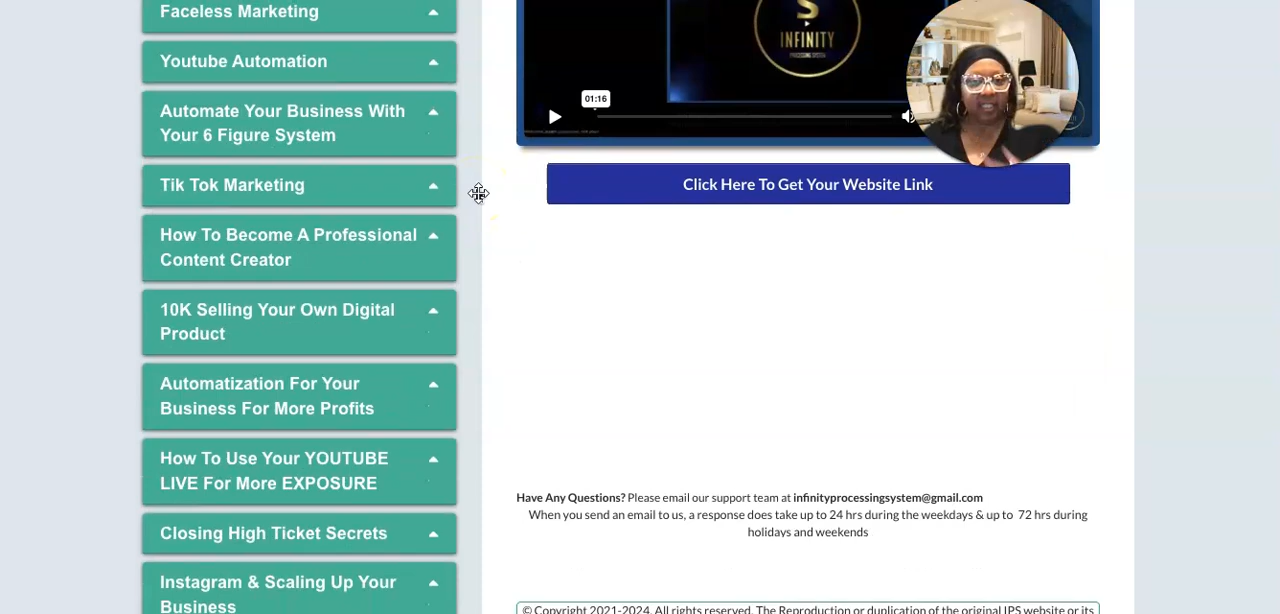 Faceless Marketing
Youtube Automation
Automate Your Business With
Your 6 Figure System
Tik Tok Marketing
How To Become A Professional
Content Creator
10K Selling Your Own Digital
Product
Automatization For Your
Business For More Profits
How To Use Your YOUTUBE
LIVE For More EXPOSURE
Closing High Ticket Secrets
Instagram & Scaling Up Your
Business
INFINITY
PROCESSING SYSTEM
01:16
Click Here To Get Your Website Link
Have Any Questions? Please email our support team at infinityprocessingsystem@gmail.com
When you send an email to us, a response does take up to 24 hrs during the weekdays & up to 72 hrs during
holidays and weekends
© Copyright 2021-2024. All rights reserved. The Reproduction or duplication of the original IPS website or its